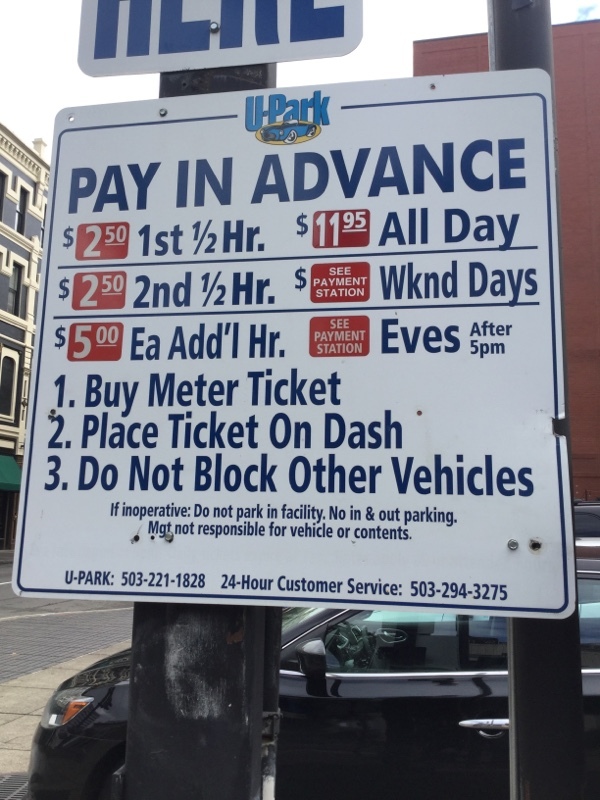 HERE
U-Park
PAY IN ADVANCE
$2.50 1st ½ Hr. $11.95 All Day
$2.50 2nd ½ Hr. $ SEE PAYMENT STATION Wknd Days
$5.00 Ea Add'l Hr. SEE PAYMENT STATION Eves After 5pm
1. Buy Meter Ticket
2. Place Ticket On Dash
3. Do Not Block Other Vehicles
If inoperative: Do not park in facility. No in & out parking.
Mgt not responsible for vehicle or contents.
U-PARK: 503-221-1828 24-Hour Customer Service: 503-294-3275